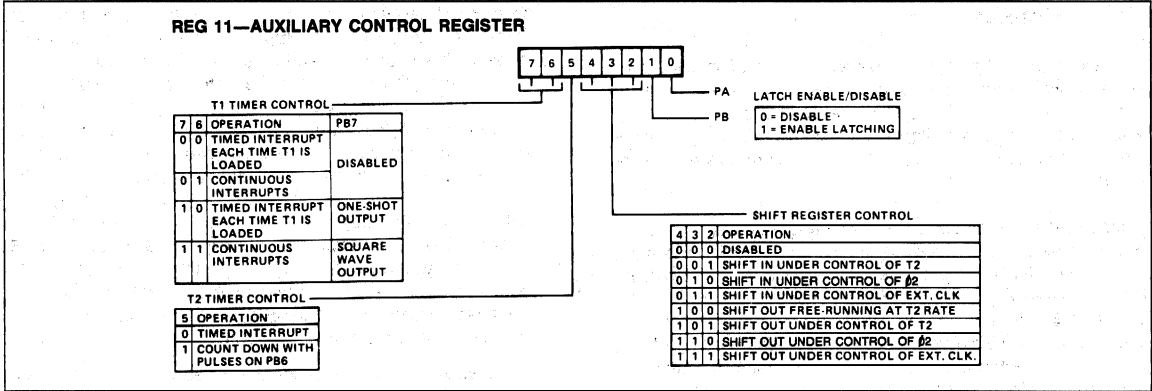 REG 11—AUXILIARY CONTROL REGISTER
7 6 5 4 3 2 1 0
PA
PB
LATCH ENABLE/DISABLE
0 = DISABLE
1 = ENABLE LATCHING
T1 TIMER CONTROL
7 6 OPERATION PB7
0 0 TIMED INTERRUPT
EACH TIME T1 IS
LOADED
DISABLED
0 1 CONTINUOUS
INTERRUPTS
1 0 TIMED INTERRUPT ONE-SHOT
EACH TIME T1 IS OUTPUT
LOADED
1 1 CONTINUOUS SQUARE
INTERRUPTS WAVE
OUTPUT
T2 TIMER CONTROL
5 OPERATION
0 TIMED INTERRUPT
1 COUNT DOWN WITH
PULSES ON PB6
SHIFT REGISTER CONTROL
4 3 2 OPERATION
0 0 0 DISABLED
0 0 1 SHIFT IN UNDER CONTROL OF T2
0 1 0 SHIFT IN UNDER CONTROL OF ϕ2
0 1 1 SHIFT IN UNDER CONTROL OF EXT. CLK
1 0 0 SHIFT OUT FREE-RUNNING AT T2 RATE
1 0 1 SHIFT OUT UNDER CONTROL OF T2
1 1 0 SHIFT OUT UNDER CONTROL OF ϕ2
1 1 1 SHIFT OUT UNDER CONTROL OF EXT. CLK.